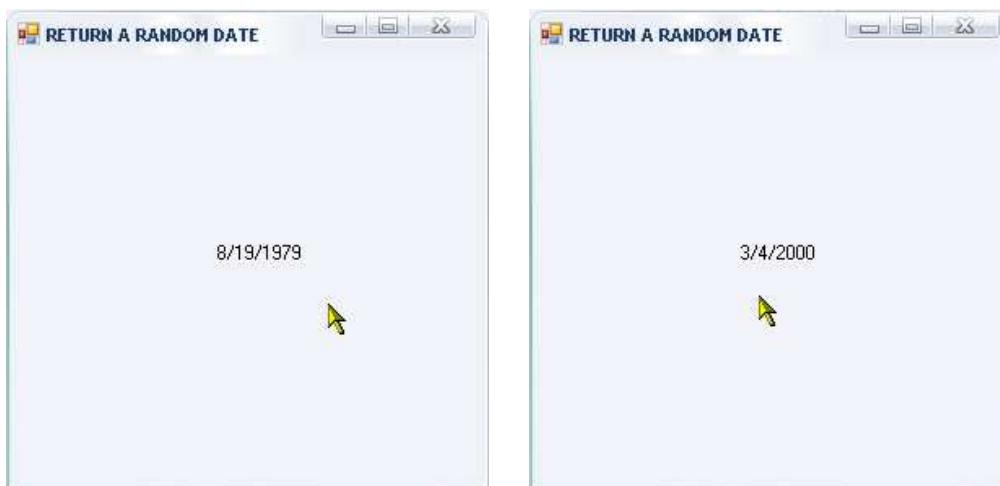 RETURN A RANDOM DATE
8/19/1979
RETURN A RANDOM DATE
3/4/2000